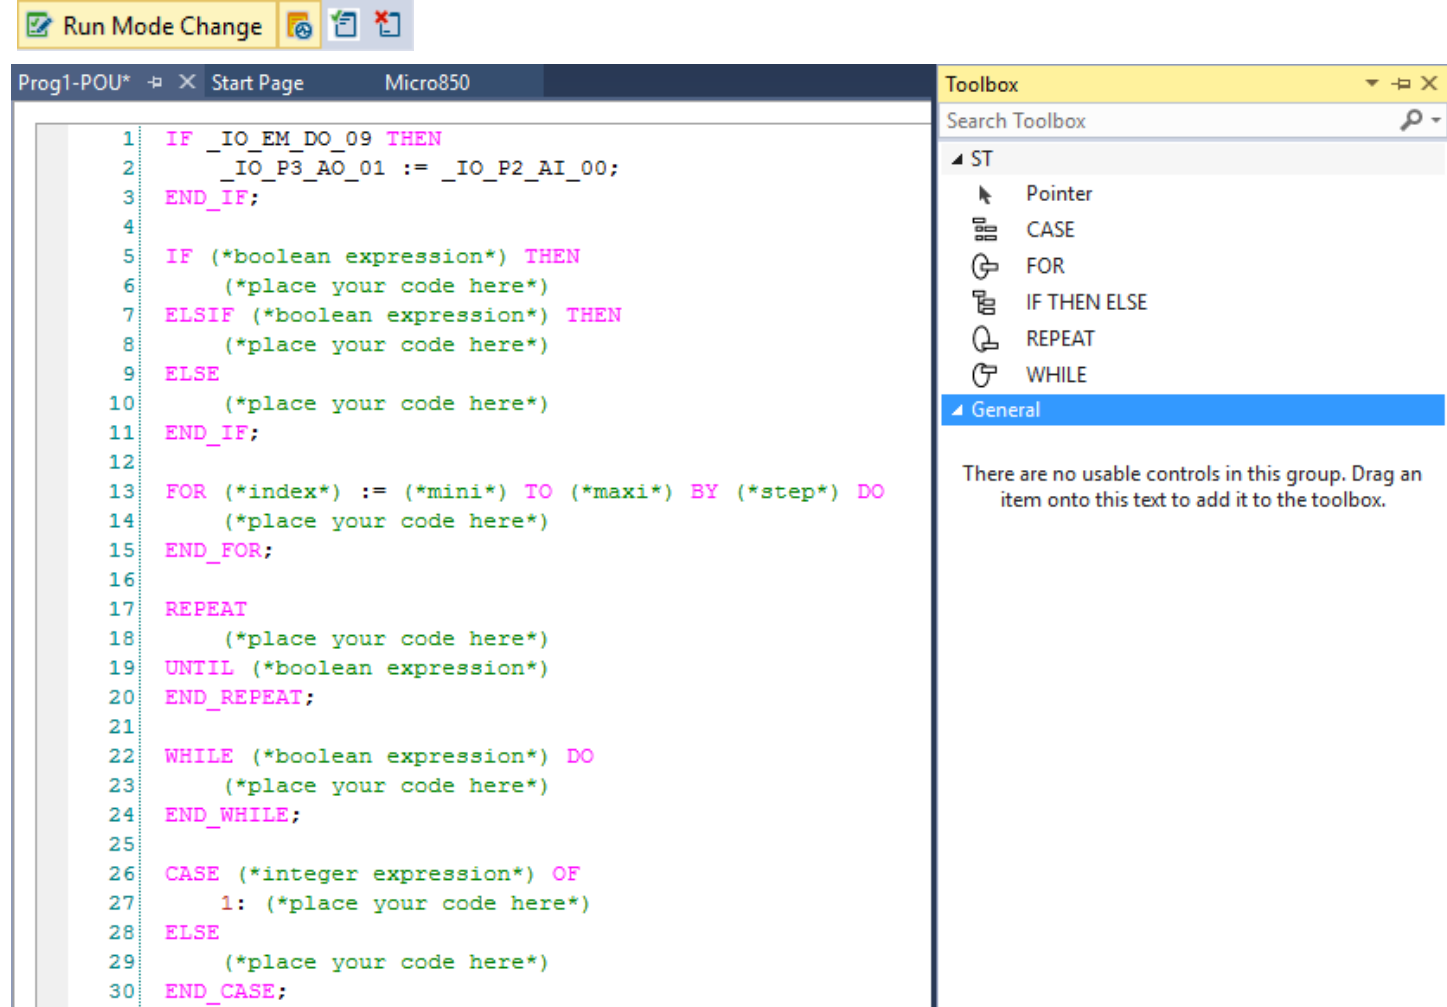 Run Mode Change
Prog1-POU* Start Page Micro850
1 IF _IO_EM_DO_09 THEN
2 _IO_P3_AO_01 := _IO_P2_AI_00;
3 END_IF;
4
5 IF (*boolean expression*) THEN
6 (*place your code here*)
7 ELSIF (*boolean expression*) THEN
8 (*place your code here*)
9 ELSE
10 (*place your code here*)
11 END_IF;
12
13 FOR (*index*) := (*mini*) TO (*maxi*) BY (*step*) DO
14 (*place your code here*)
15 END_FOR;
16
17 REPEAT
18 (*place your code here*)
19 UNTIL (*boolean expression*)
20 END_REPEAT;
21
22 WHILE (*boolean expression*) DO
23 (*place your code here*)
24 END_WHILE;
25
26 CASE (*integer expression*) OF
27 1: (*place your code here*)
28 ELSE
29 (*place your code here*)
30 END_CASE;
Toolbox
Search Toolbox
ST
Pointer
CASE
FOR
IF THEN ELSE
REPEAT
WHILE
General
There are no usable controls in this group. Drag an
item onto this text to add it to the toolbox.